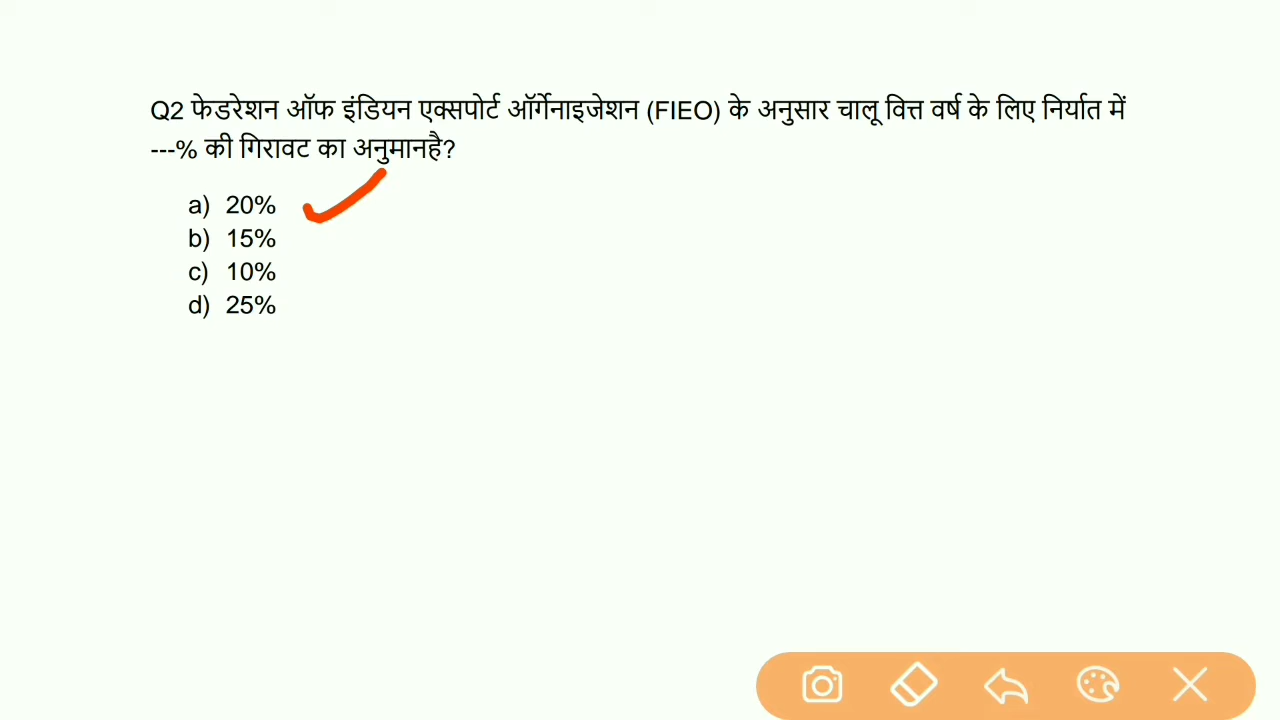 Q2 फेडरेशन ऑफ इंडियन एक्सपोर्ट ऑर्गेनाइजेशन (FIEO) के अनुसार चालू वित्त वर्ष के लिए निर्यात में
---% की गिरावट का अनुमानहै?
a) 20%
b) 15%
c) 10%
d) 25%